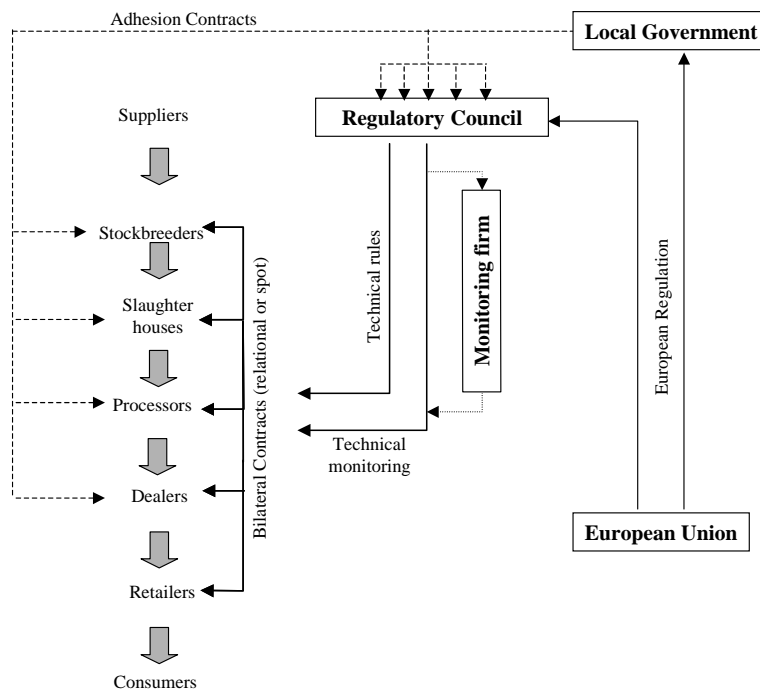 Adhesion Contracts
Local Government
Regulatory Council
Suppliers
Stockbreeders
Slaughter
houses
Processors
Dealers
Retailers
Consumers
Bilateral Contracts (relational or spot)
Technical rules
Technical
monitoring
Monitoring firm
European Regulation
European Union